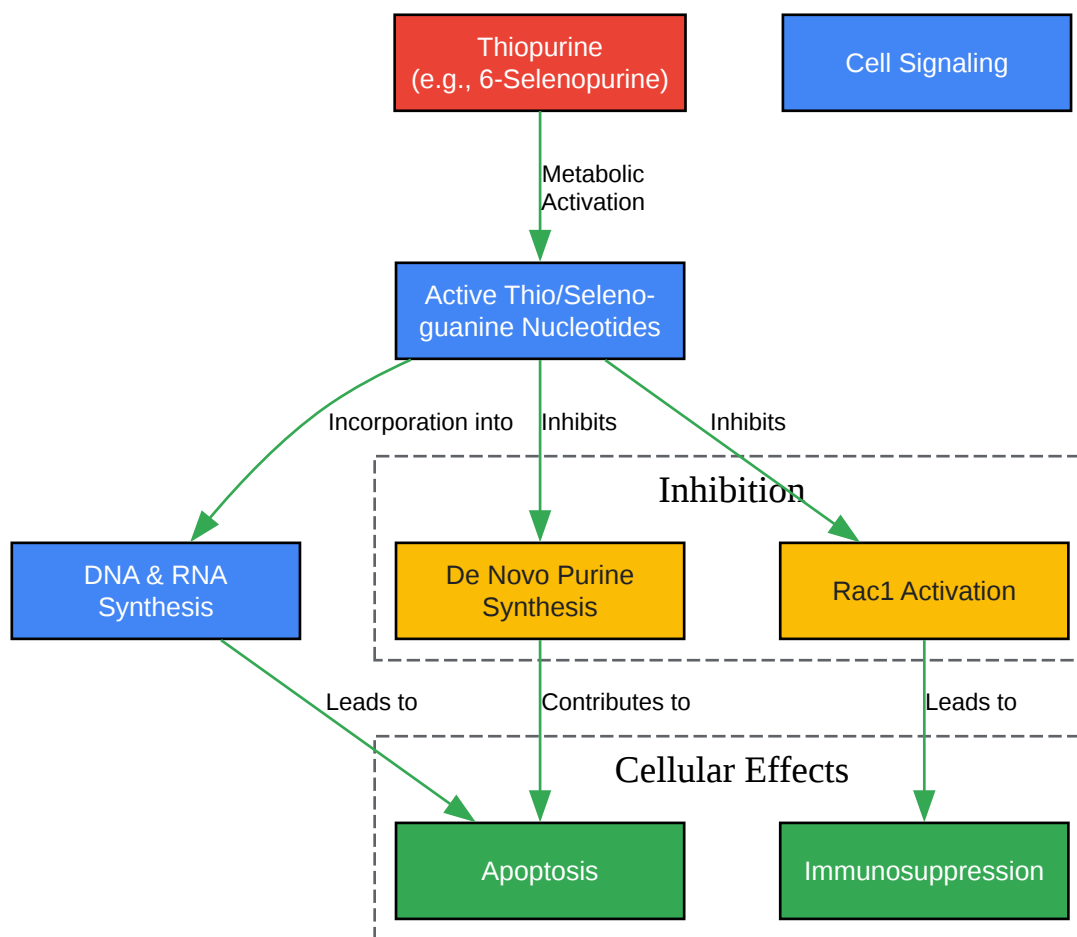 Thiopurine
(e.g., 6-Selenopurine)
Cell Signaling
Metabolic
Activation
Active Thio/Seleno-
guanine Nucleotides
Incorporation into
Inhibits
Inhibits
Inhibition
DNA & RNA
Synthesis
De Novo Purine
Synthesis
Rac1 Activation
Leads to
Contributes to
Leads to
Cellular Effects
Apoptosis
Immunosuppression